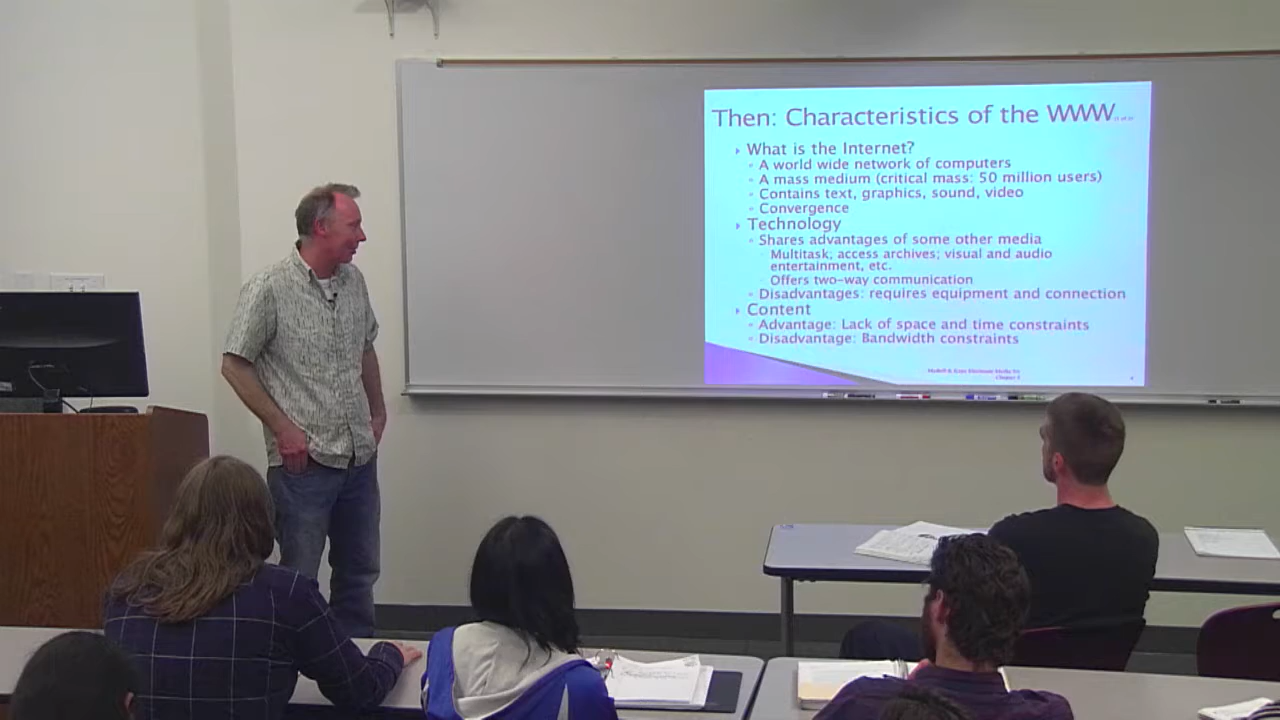 Then: Characteristics of the WWW
What is the Internet?
A world wide network of computers
A mass medium (critical mass: 50 million users)
Contains text, graphics, sound, video
Convergence
Technology
Shares advantages of some other media
Multitask; access archives; visual and audio
entertainment, etc.
Offers two-way communication
Disadvantages: requires equipment and connection
Content
Advantage: Lack of space and time constraints
Disadvantage: Bandwidth constraints